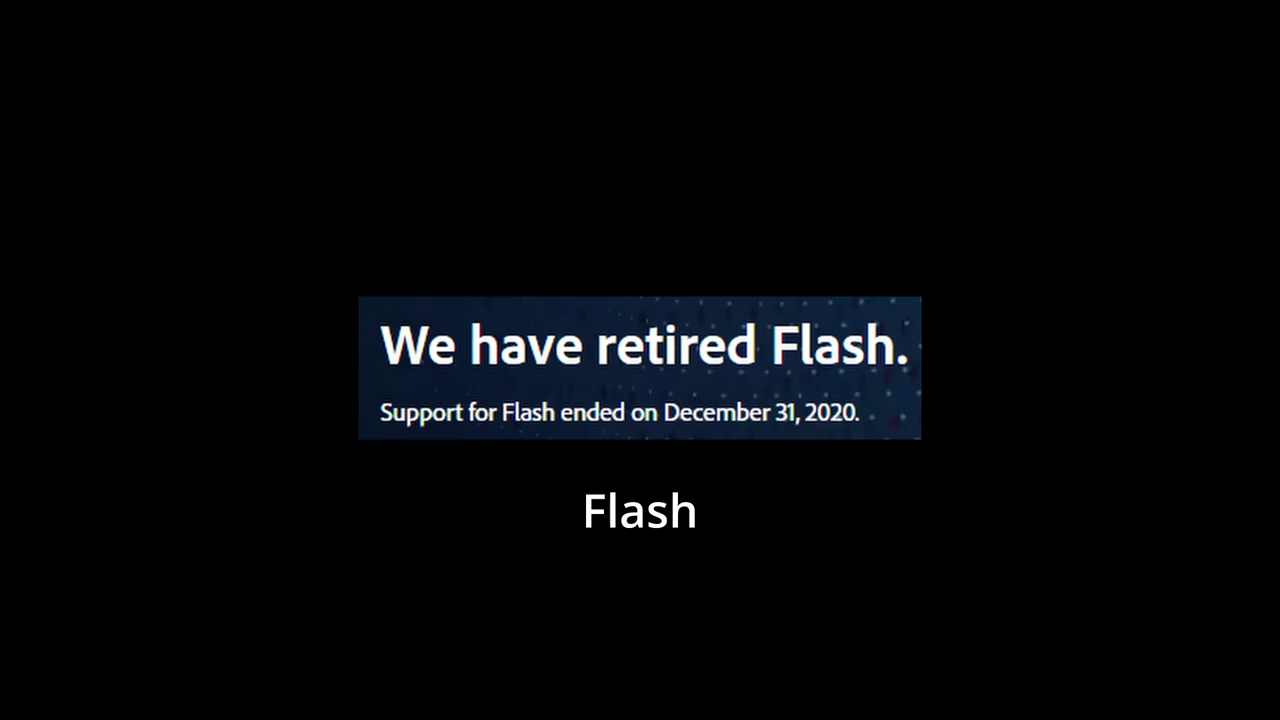 We have retired Flash.
Support for Flash ended on December 31, 2020.
Flash